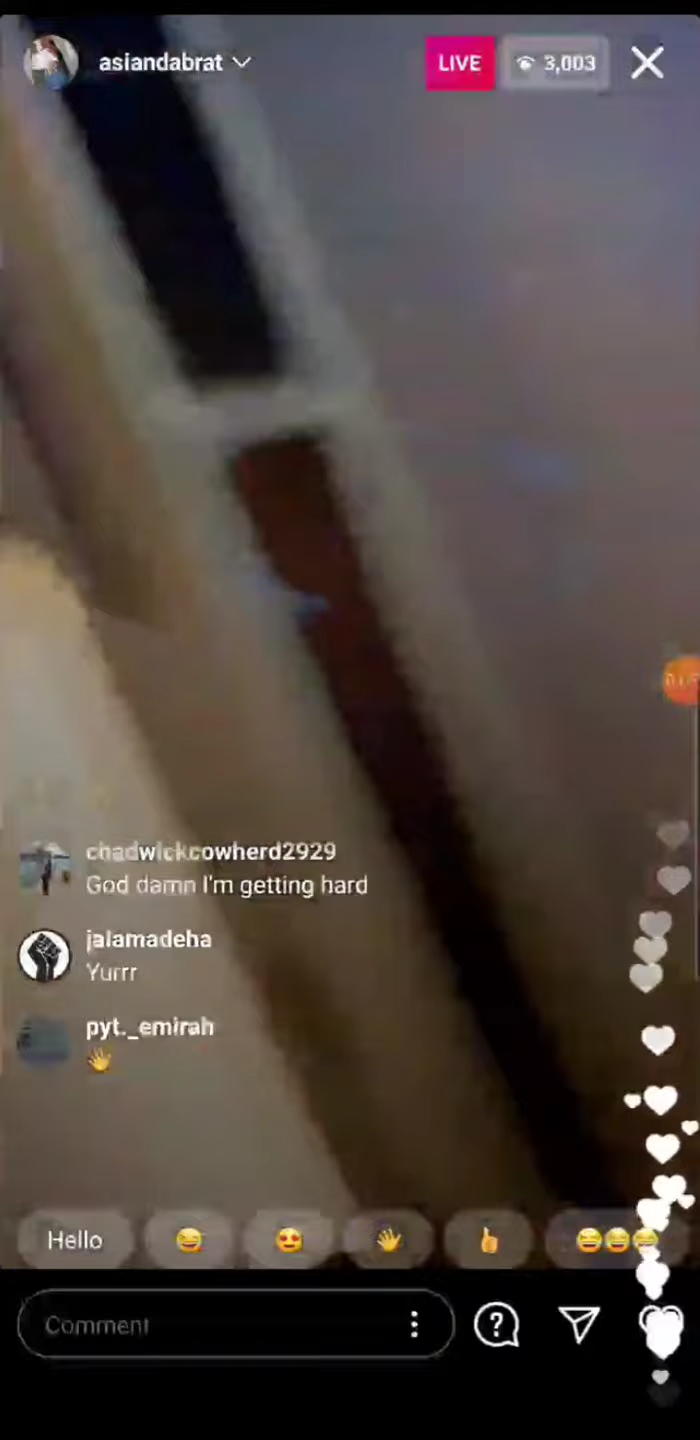 asiandabrat
LIVE
3,003
chadwickcowherd2929
God damn I'm getting hard
jalamadeha
Yurrr
pyt._emirah
👋
Hello
😂
😍
👋
👍
😂😂😂
Comment